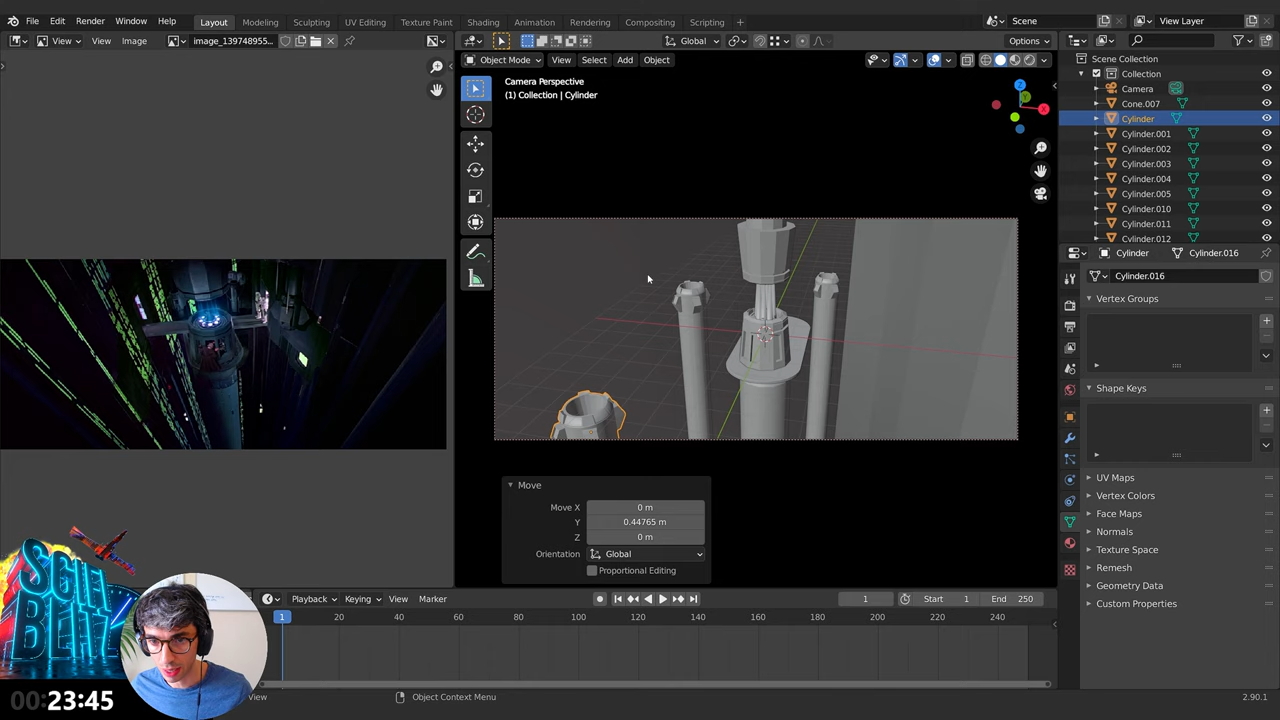 File Edit Render Window Help Layout Modeling Sculpting UV Editing Texture Paint Shading Animation Rendering Compositing Scripting + Scene View Layer
View View Image image_139748955... Global Options
Object Mode View Select Add Object
Camera Perspective
(1) Collection | Cylinder
Scene Collection
Collection
Camera
Cone.007
Cylinder
Cylinder.001
Cylinder.002
Cylinder.003
Cylinder.004
Cylinder.005
Cylinder.010
Cylinder.011
Cylinder.012
Cylinder Cylinder.016
Cylinder.016
Vertex Groups
Shape Keys
UV Maps
Vertex Colors
Face Maps
Normals
Texture Space
Remesh
Geometry Data
Custom Properties
Move
Move X 0 m
Y 0.44765 m
Z 0 m
Orientation Global
Proportional Editing
Playback Keying View Marker 1 Start 1 End 250
1 20 40 60 80 100 120 140 160 180 200 220 240
SCIFI
BLITZ
00:23:45
View Object Context Menu 2.90.1